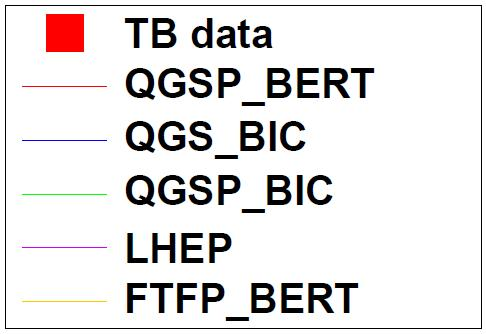 TB data
QGSP_BERT
QGS_BIC
QGSP_BIC
LHEP
FTFP_BERT